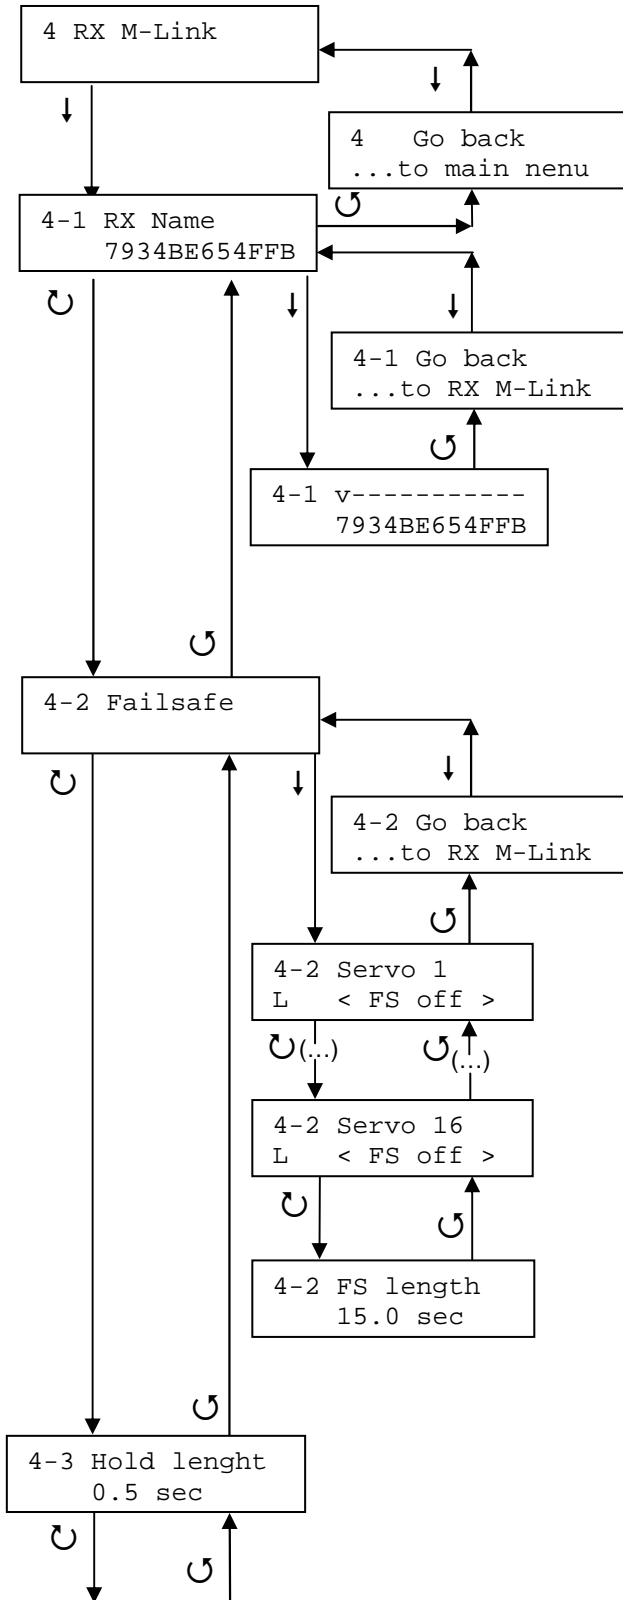 4 RX M-Link
4   Go back
...to main nenu
4-1 RX Name
7934BE654FFB
4-1 Go back
...to RX M-Link
4-1 v-----------
7934BE654FFB
4-2 Failsafe
4-2 Go back
...to RX M-Link
4-2 Servo 1
L   < FS off >
(...)
(...)
4-2 Servo 16
L   < FS off >
4-2 FS length
15.0 sec
4-3 Hold lenght
0.5 sec